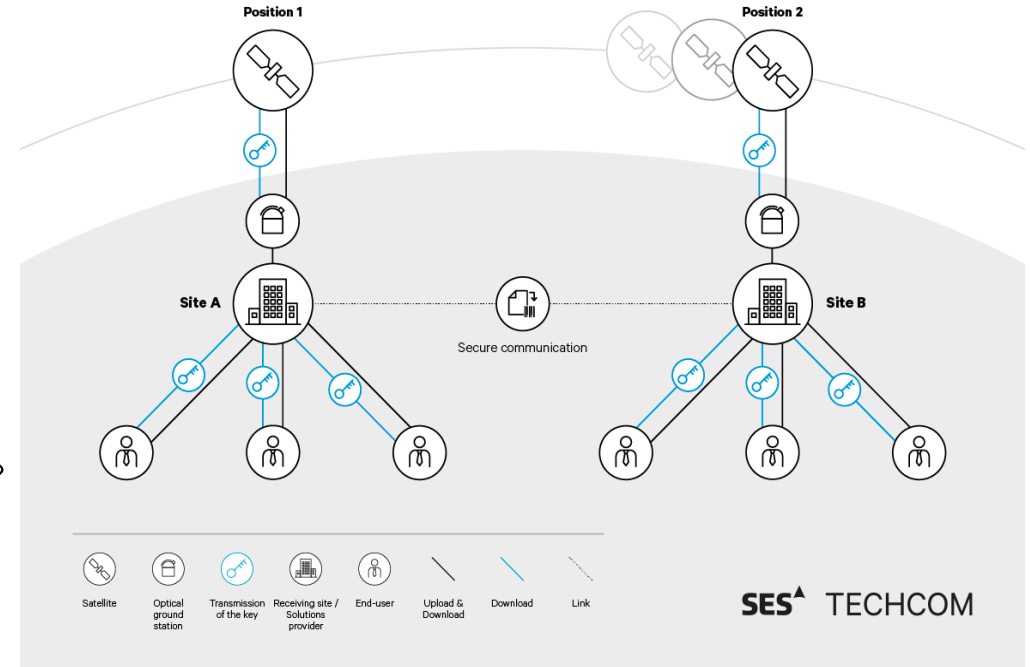 Position 1
Position 2
Site A
Site B
Secure communication
Satellite
Optical
ground
station
Transmission
of the key
Receiving site /
Solutions
provider
End-user
Upload &
Download
Download
Link
SES TECHCOM